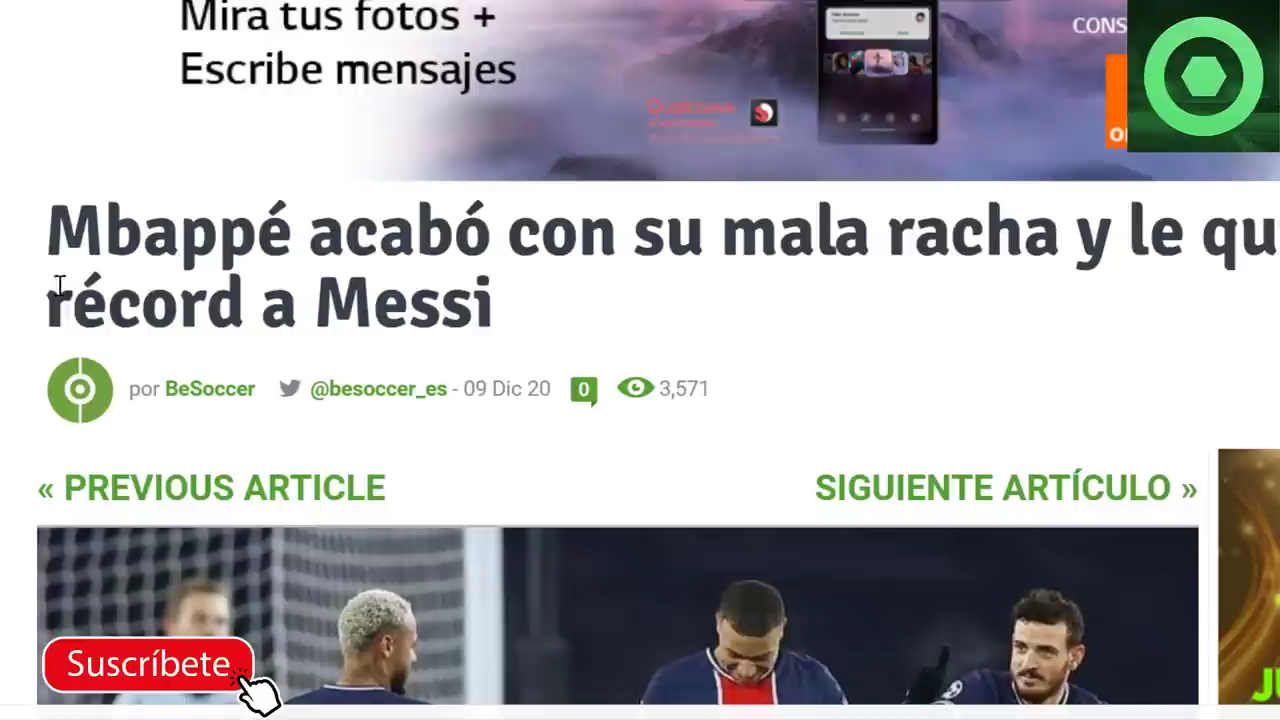 Mira tus fotos +
Escribe mensajes
CONS
Mbappé acabó con su mala racha y le qu
récord a Messi
por BeSoccer @besoccer_es - 09 Dic 20 0 3,571
« PREVIOUS ARTICLE
SIGUIENTE ARTÍCULO »
Suscríbete